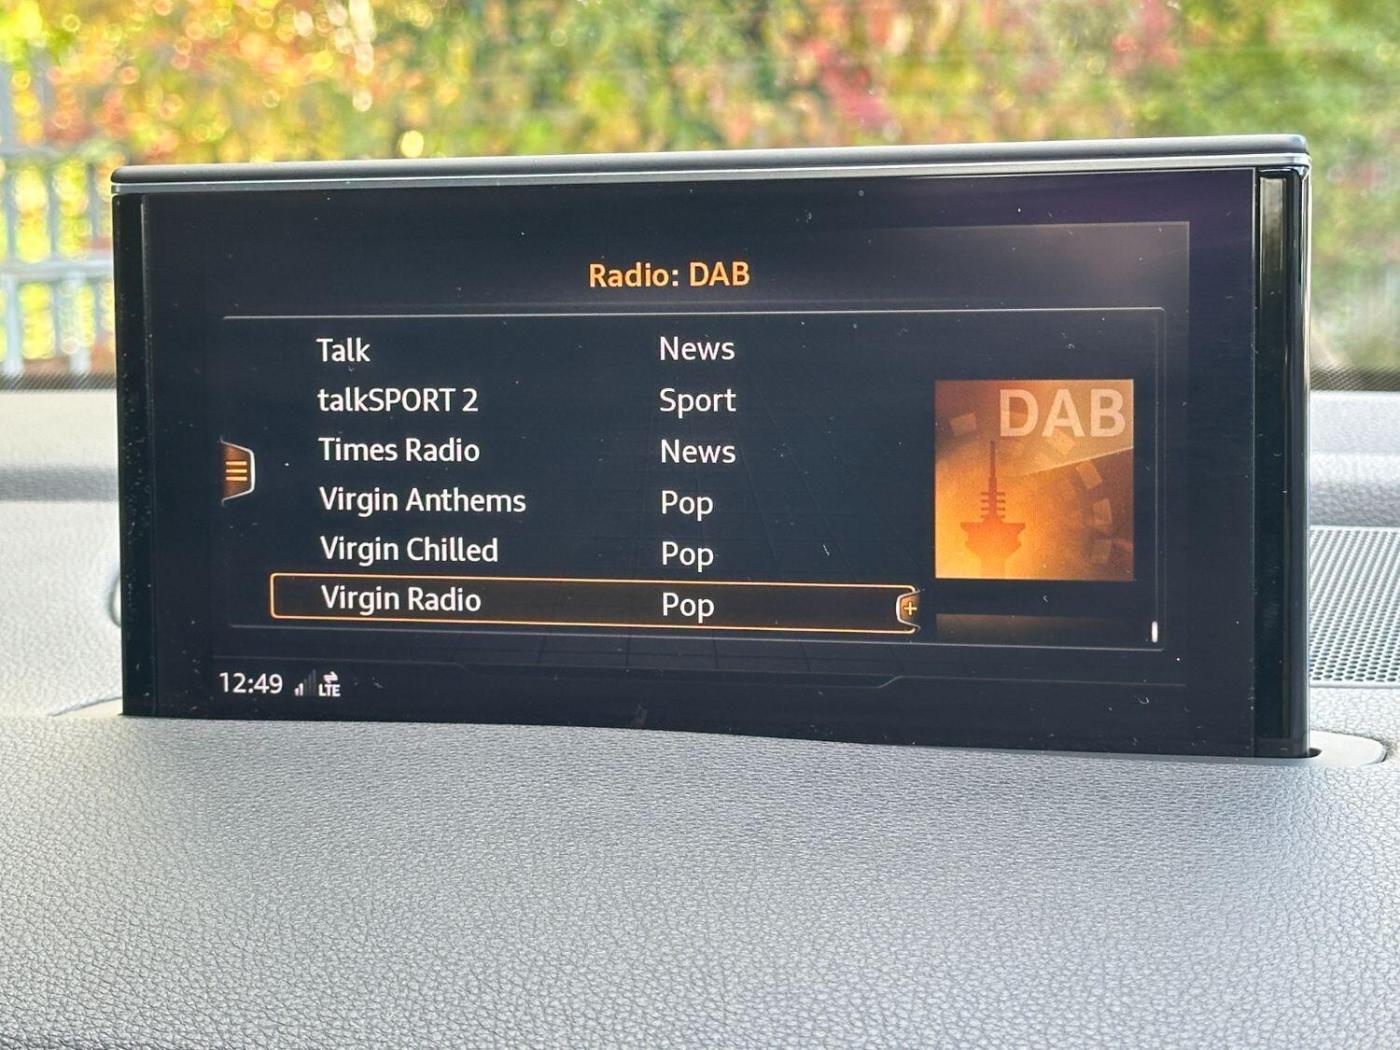 Radio: DAB
Talk News
talkSPORT 2 Sport
Times Radio News
Virgin Anthems Pop
Virgin Chilled Pop
Virgin Radio Pop
DAB
12:49 LTE